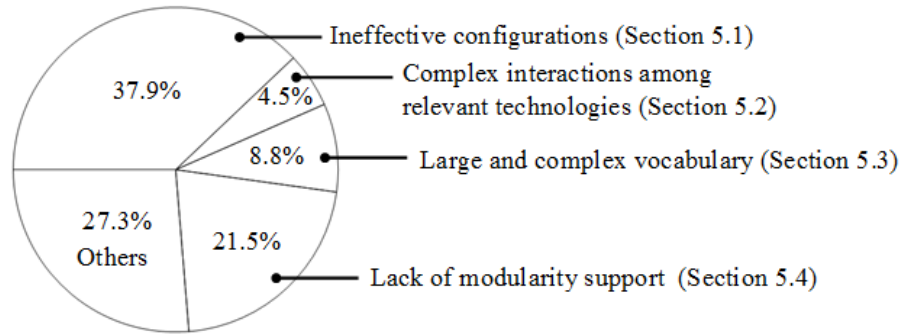 Ineffective configurations (Section 5.1)
37.9%
Complex interactions among
relevant technologies (Section 5.2)
4.5%
8.8%
Large and complex vocabulary (Section 5.3)
27.3%
Others
21.5%
Lack of modularity support (Section 5.4)